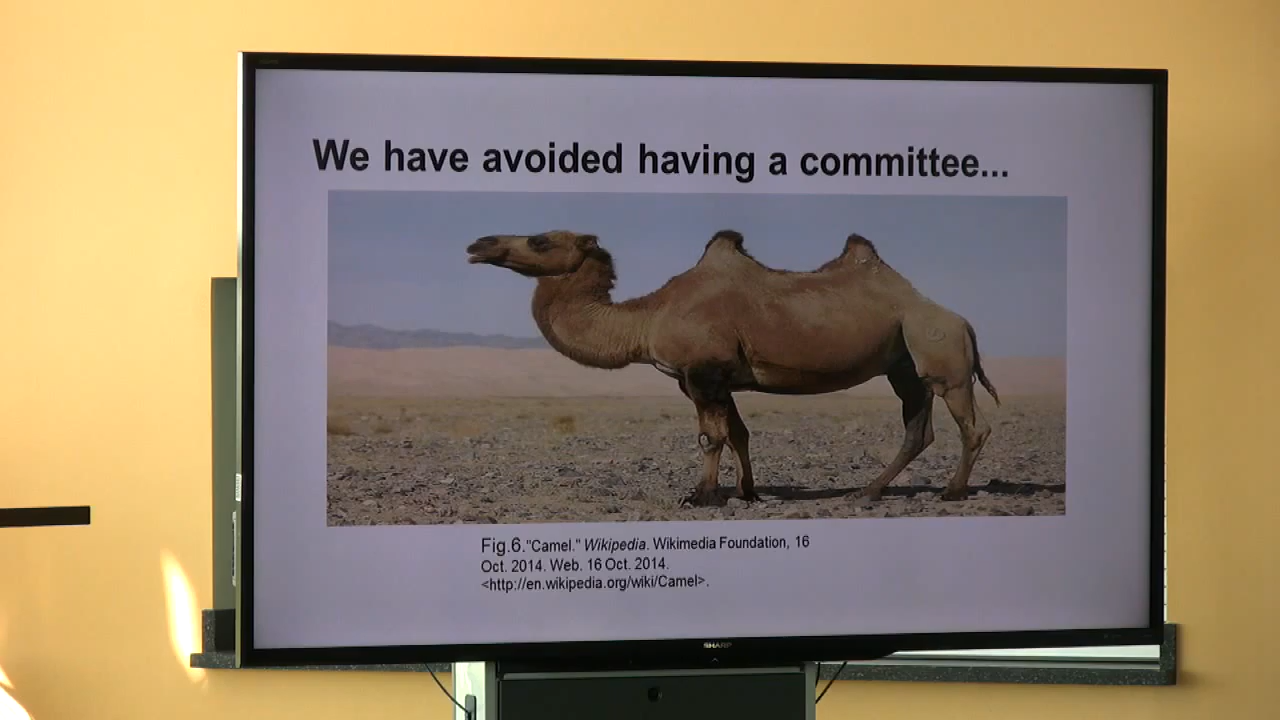 We have avoided having a committee...
Fig.6."Camel." Wikipedia. Wikimedia Foundation, 16
Oct. 2014. Web. 16 Oct. 2014.
<http://en.wikipedia.org/wiki/Camel>.
SHARP